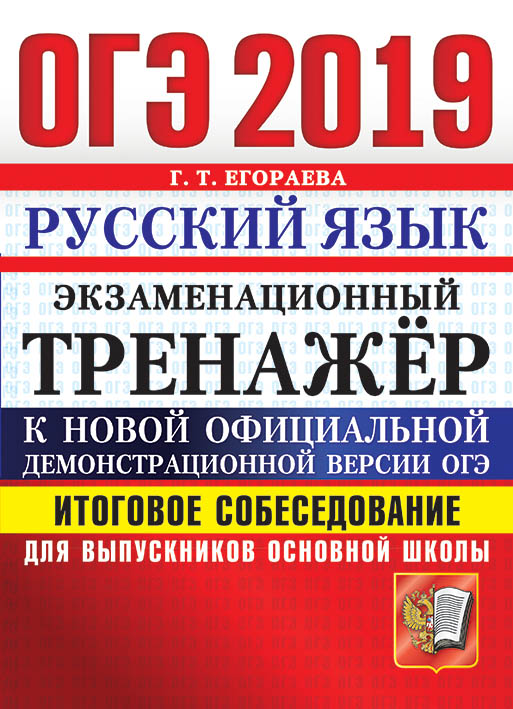 ОГЭ 2019
Г. Т. ЕГОРАЕВА
РУССКИЙ ЯЗЫК
ЭКЗАМЕНАЦИОННЫЙ
ТРЕНАЖЁР
К НОВОЙ ОФИЦИАЛЬНОЙ
ДЕМОНСТРАЦИОННОЙ ВЕРСИИ ОГЭ
ИТОГОВОЕ СОБЕСЕДОВАНИЕ
ДЛЯ ВЫПУСКНИКОВ ОСНОВНОЙ ШКОЛЫ